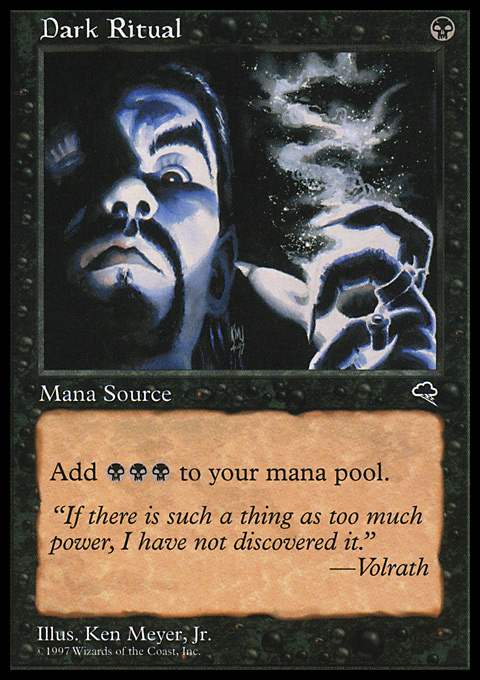 Dark Ritual
Mana Source
Add to your mana pool.
“If there is such a thing as too much
power, I have not discovered it.”
—Volrath
Illus. Ken Meyer, Jr.
©1997 Wizards of the Coast, Inc.